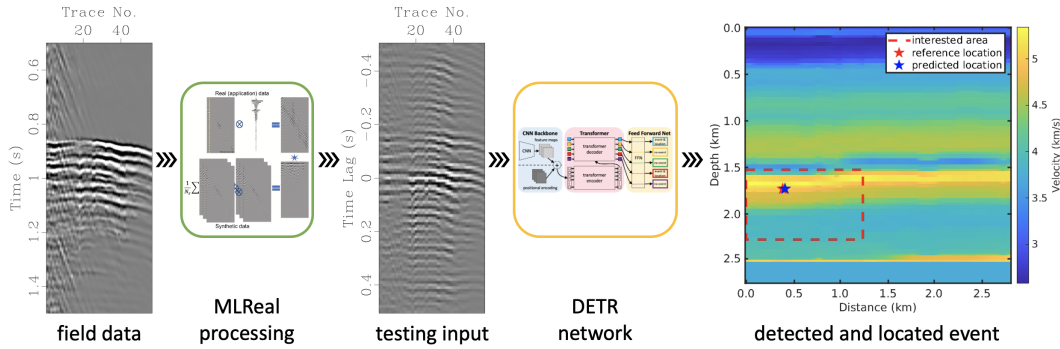 Trace No.
20 40
Time (s)
0.6
0.8
1
1.2
1.4
field data
Real (application) data
Synthetic data
MLReal
processing
Trace No.
20 40
Time Lag (s)
−0.4
−0.2
0
0.2
0.4
testing input
CNN Backbone
feature maps
CNN
positional encoding
Transformer
transformer
decoder
transformer
encoder
Feed Forward Net
FFN
DETR
network
interested area
reference location
predicted location
Depth (km)
0.0
0.5
1.0
1.5
2.0
2.5
0.0 0.5 1.0 1.5 2.0 2.5
Distance (km)
5
4.5
4
3.5
3
Velocity (km/s)
detected and located event